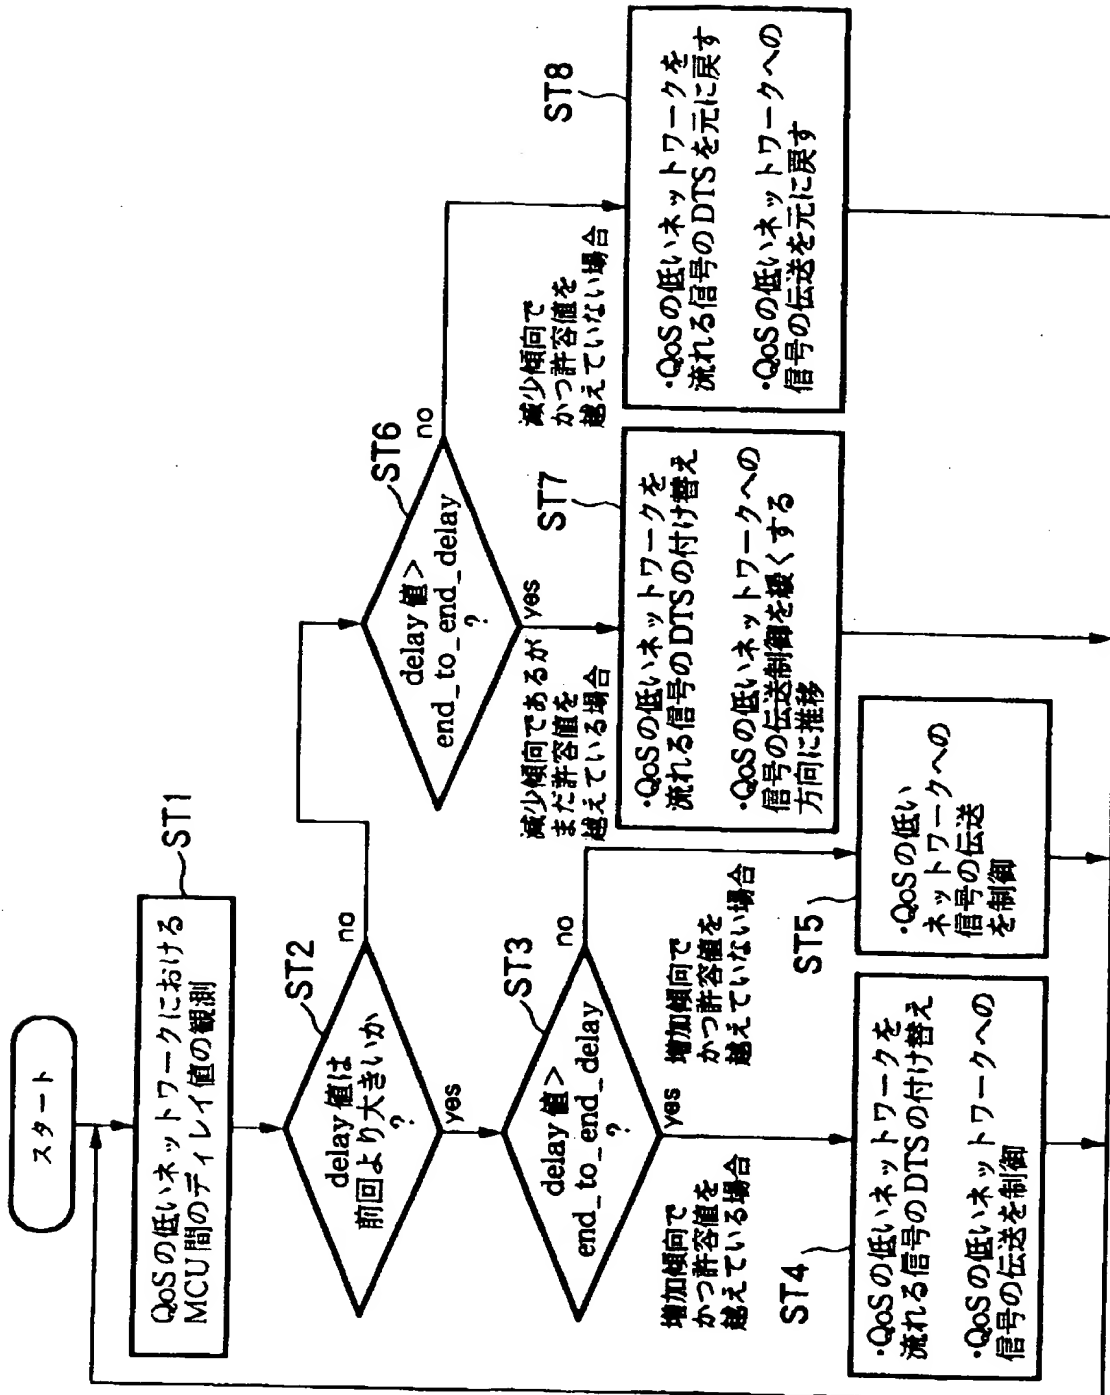 スタート
QoSの低いネットワークにおける
MCU間のディレイ値の観測
ST1
delay値は
前回より大きいか
?
ST2
no
yes
delay値>
end_to_end_delay
?
ST3
no
yes
増加傾向で
かつ許容値を
越えている場合
ST4
・QoSの低いネットワークを
流れる信号のDTSの付け替え
・QoSの低いネットワークへの
信号の伝送を制御
増加傾向で
かつ許容値を
越えていない場合
ST5
・QoSの低い
ネットワークへの
信号の伝送
を制御
delay値>
end_to_end_delay
?
ST6
no
yes
減少傾向であるが
まだ許容値を
越えている場合
ST7
・QoSの低いネットワークを
流れる信号のDTSの付け替え
・QoSの低いネットワークへの
信号の伝送制御を緩くする
方向に推移
減少傾向で
かつ許容値を
越えていない場合
ST8
・QoSの低いネットワークを
流れる信号のDTSを元に戻す
・QoSの低いネットワークへの
信号の伝送を元に戻す